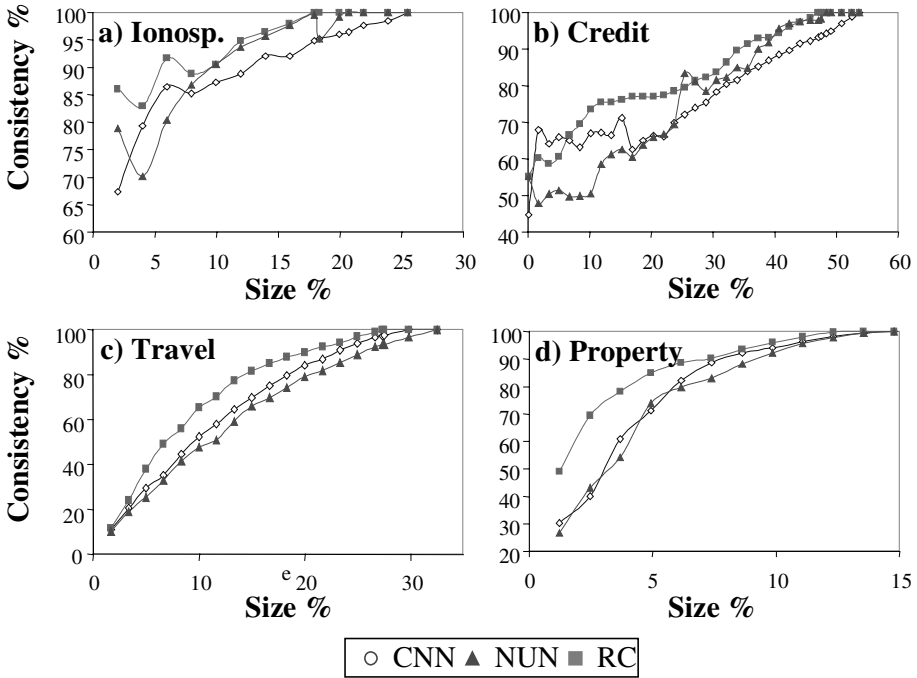 a) Ionosp.
Consistency %
100
95
90
85
80
75
70
65
60
0 5 10 15 20 25 30
Size %
b) Credit
100
90
80
70
60
50
40
0 10 20 30 40 50 60
Size %
c) Travel
Consistency %
100
80
60
40
20
0
0 10 e 20 30
Size %
d) Property
100
90
80
70
60
50
40
30
20
0 5 10 15
Size %
CNN NUN RC